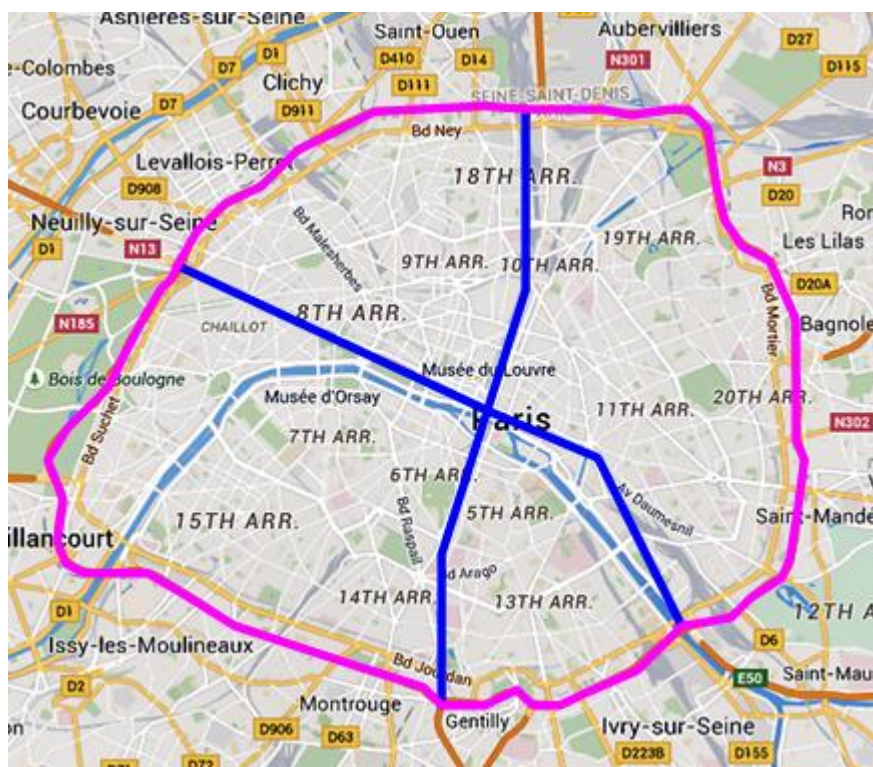 Asnières-sur-Seine
Saint-Ouen
Aubervilliers
D27
D1
D410
D14
N301
D115
e-Colombes
D7
Clichy
D111
SEINE-SAINT-DENIS
Courbevoie
D7
D911
Bd Ney
Levallois-Perret
18TH ARR.
N3
D908
D20
Neuilly-sur-Seine
Bd Malesherbes
19TH ARR.
Les Lilas
D1
N13
9TH ARR.
10TH ARR.
D20A
8TH ARR.
Bd Mortier
N185
CHAILLOT
Bagnole
Musée du Louvre
Bois de Boulogne
Musée d'Orsay
20TH ARR.
11TH ARR.
Paris
N302
Bd Suchet
7TH ARR.
6TH ARR.
Av Daumesnil
15TH ARR.
Bd Raspail
5TH ARR.
Saint-Mandé
illancourt
Bd Arago
14TH ARR.
13TH ARR.
12TH A
D1
Issy-les-Moulineaux
D6
Bd Jourdan
D2
E50
Saint-Mau
Montrouge
Gentilly
Ivry-sur-Seine
D906
D63
D223B
D155